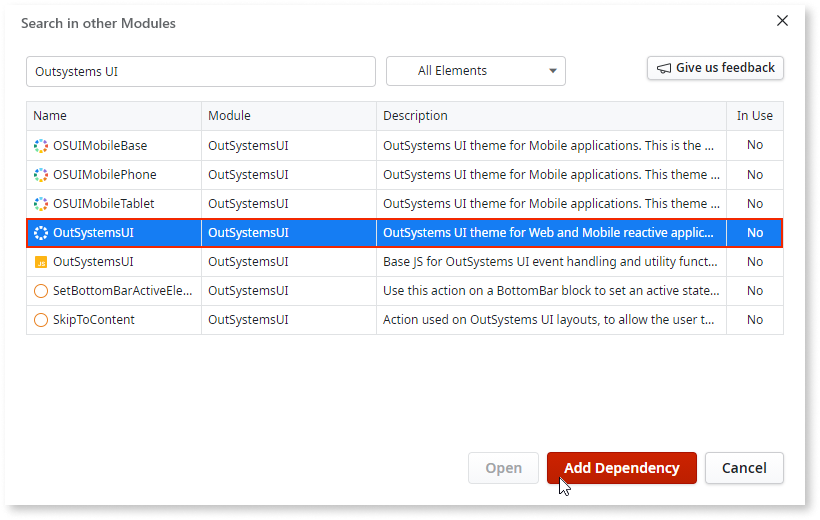 Search in other Modules
Outsystems UI
All Elements
Give us feedback
Name Module Description In Use
OSUIMobileBase OutSystemsUI OutSystems UI theme for Mobile applications. This is the ... No
OSUIMobilePhone OutSystemsUI OutSystems UI theme for Mobile applications. This theme ... No
OSUIMobileTablet OutSystemsUI OutSystems UI theme for Mobile applications. This theme ... No
OutSystemsUI OutSystemsUI OutSystems UI theme for Web and Mobile reactive applic... No
JS OutSystemsUI OutSystemsUI Base JS for OutSystems UI event handling and utility funct... No
SetBottomBarActiveEle... OutSystemsUI Use this action on a BottomBar block to set an active state... No
SkipToContent OutSystemsUI Action used on OutSystems UI layouts, to allow the user t... No
Open Add Dependency Cancel